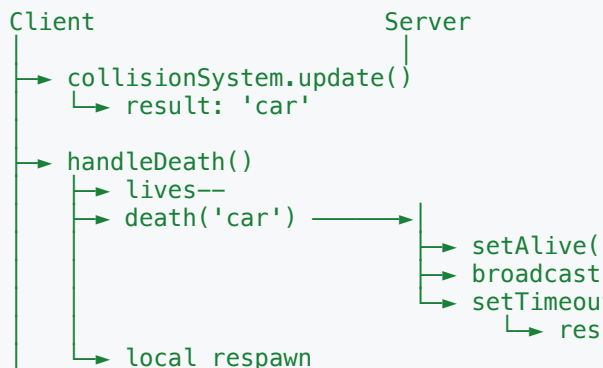 Client Server
collisionSystem.update()
result: 'car'
handleDeath()
lives--
death('car')
setAlive(
broadcast
setTimeou
res
local respawn